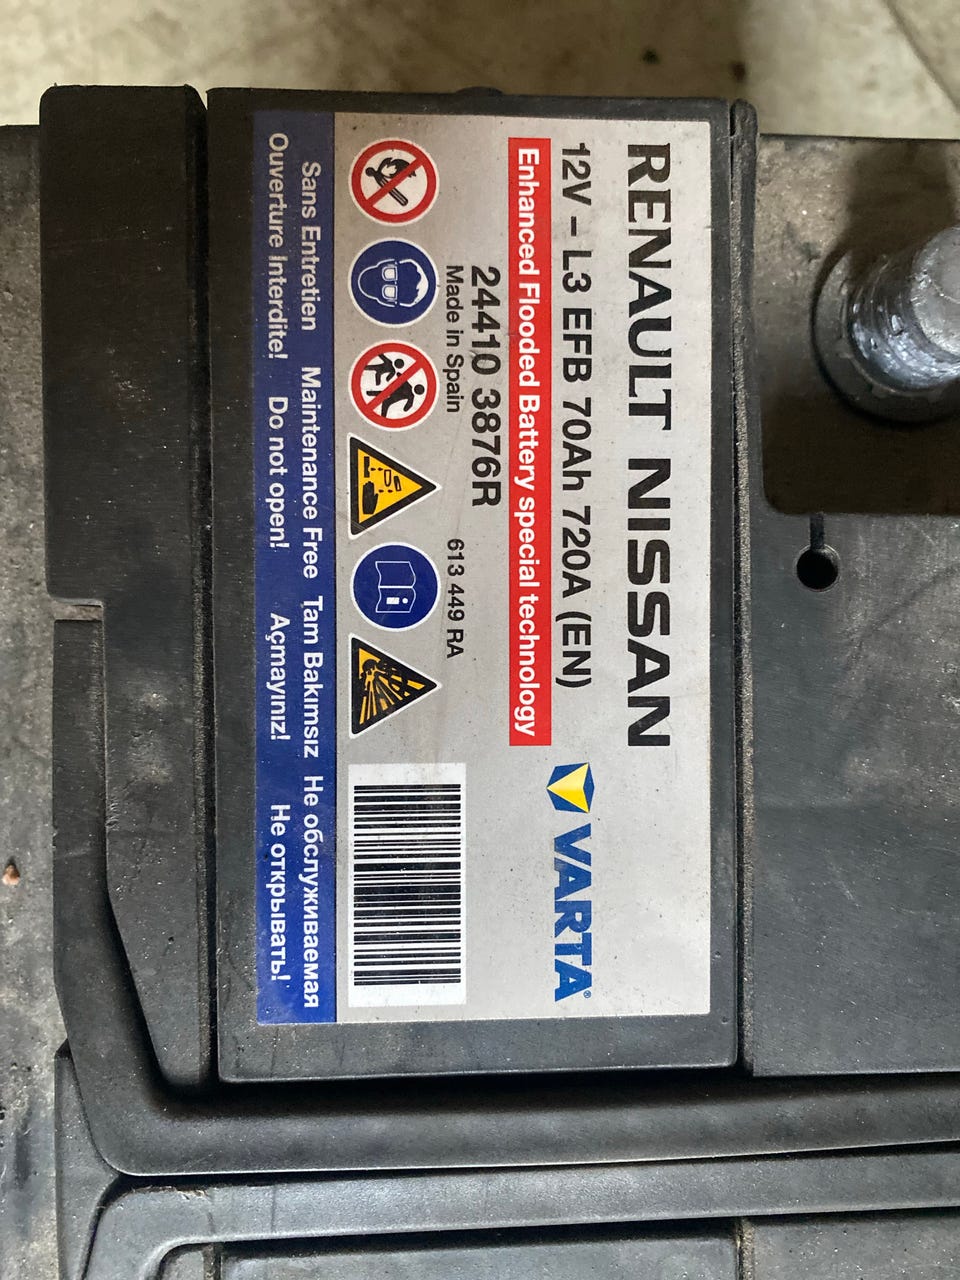 RENAULT NISSAN
12V - L3 EFB 70Ah 720A (EN)
Enhanced Flooded Battery special technology
VARTA®
24410 3876R
Made in Spain 613 449 RA
Sans Entretien Maintenance Free Tam Bakımsız Не обслуживаемая
Ouverture Interdite! Do not open! Açmayınız! Не открывать!